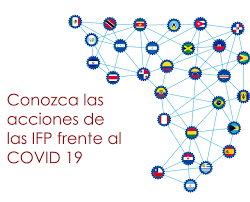 Conozca las
acciones de
las IFP frente al
COVID 19